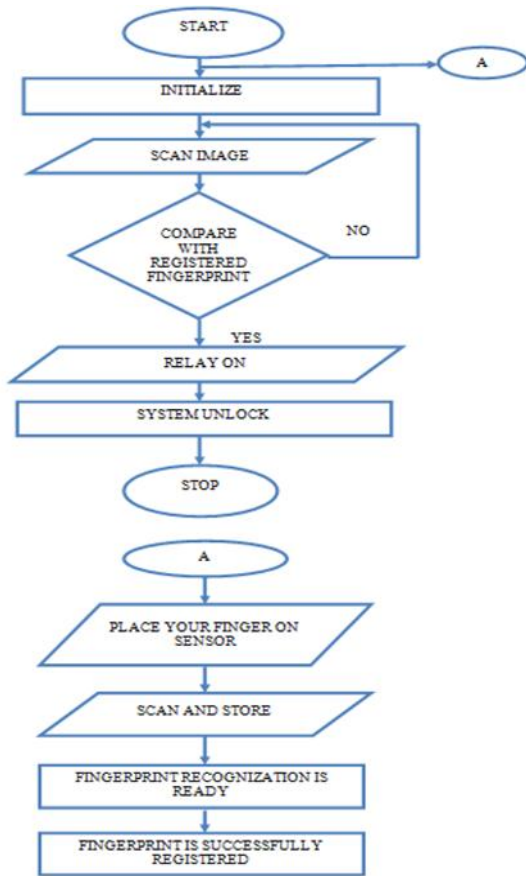 START
A
INITIALIZE
SCAN IMAGE
COMPARE
WITH
REGISTERED
FINGERPRINT
NO
YES
RELAY ON
SYSTEM UNLOCK
STOP
A
PLACE YOUR FINGER ON
SENSOR
SCAN AND STORE
FINGERPRINT RECOGNIZATION IS
READY
FINGERPRINT IS SUCCESSFULLY
REGISTERED